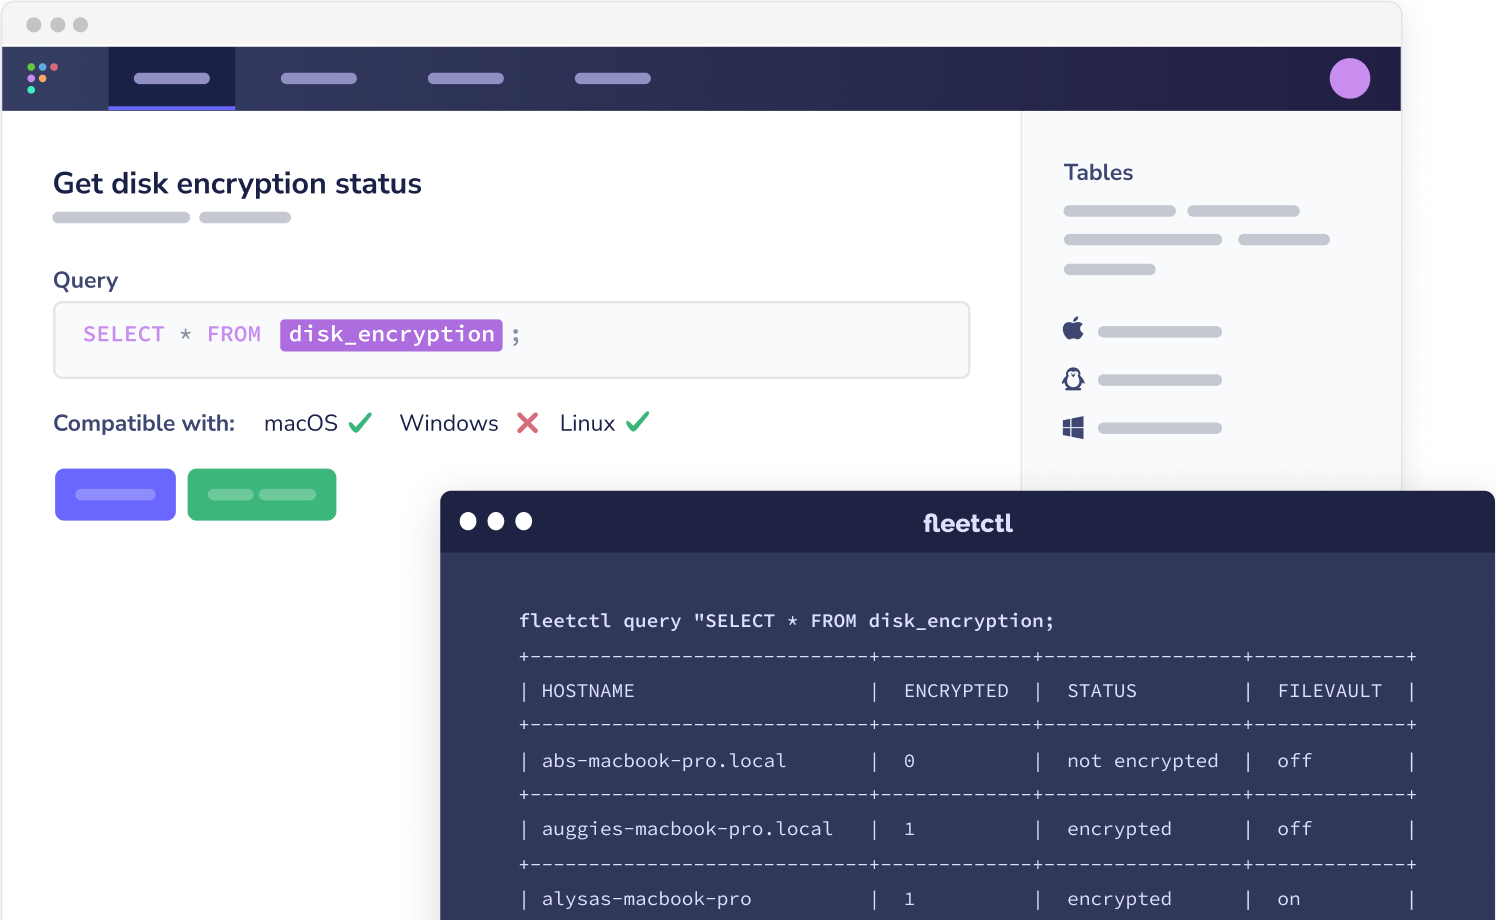 Get disk encryption status
Query
SELECT * FROM disk_encryption ;
Compatible with: macOS Windows Linux
Tables
fleetctl
fleetctl query "SELECT * FROM disk_encryption;
+-----------------------------+-------------+-----------------+-------------+
| HOSTNAME | ENCRYPTED | STATUS | FILEVAULT |
+-----------------------------+-------------+-----------------+-------------+
| abs-macbook-pro.local | 0 | not encrypted | off |
+-----------------------------+-------------+-----------------+-------------+
| auggies-macbook-pro.local | 1 | encrypted | off |
+-----------------------------+-------------+-----------------+-------------+
| alysas-macbook-pro | 1 | encrypted | on |